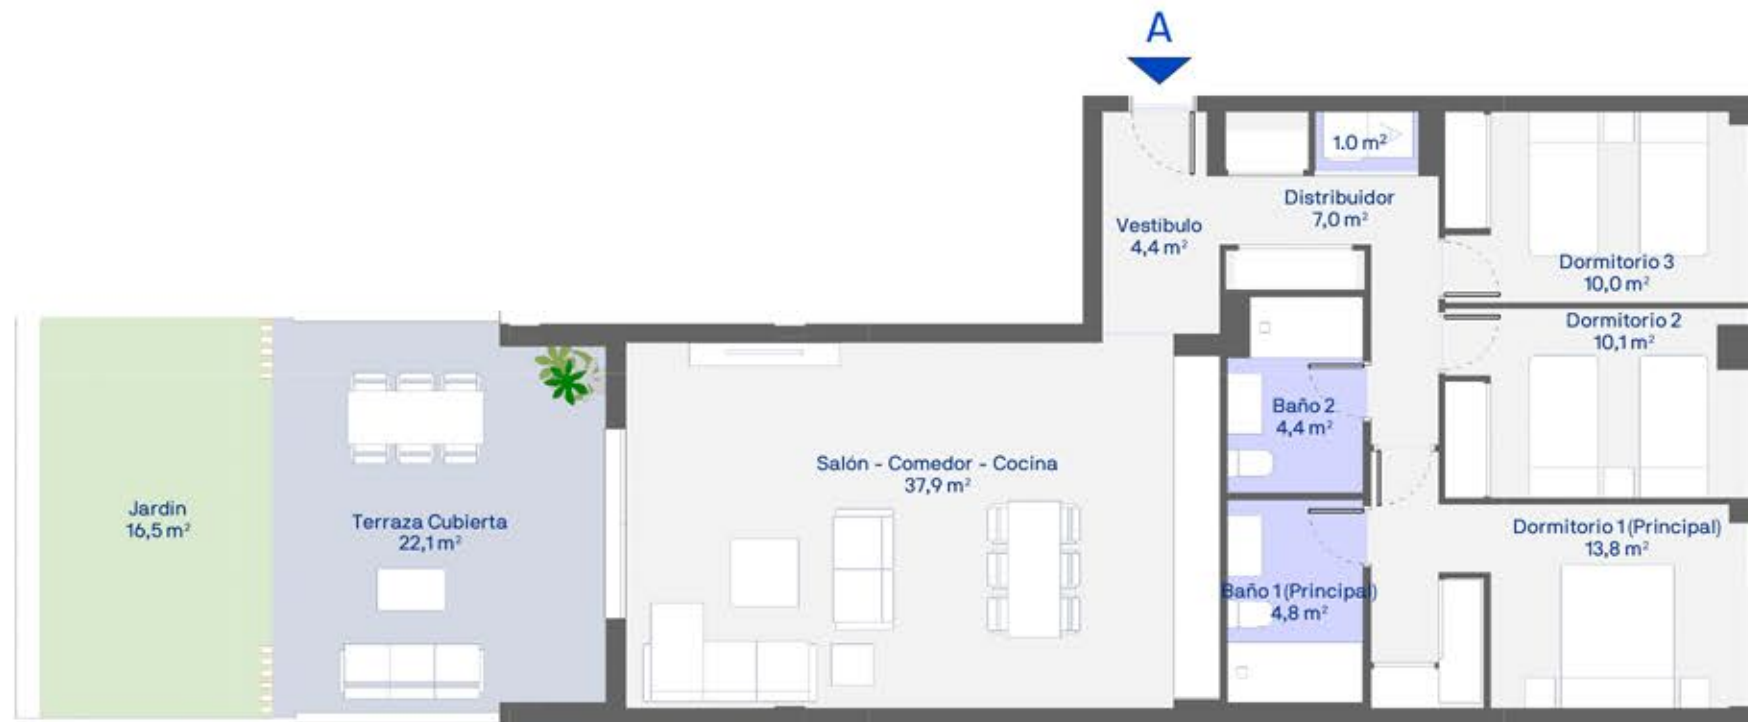 A
1.0 m²
Distribuidor
7,0 m²
Vestíbulo
4,4 m²
Dormitorio 3
10,0 m²
Dormitorio 2
10,1 m²
Baño 2
4,4 m²
Salón - Comedor - Cocina
37,9 m²
Jardin
16,5 m²
Terraza Cubierta
22,1 m²
Dormitorio 1 (Principal)
13,8 m²
Baño 1 (Principal)
4,8 m²